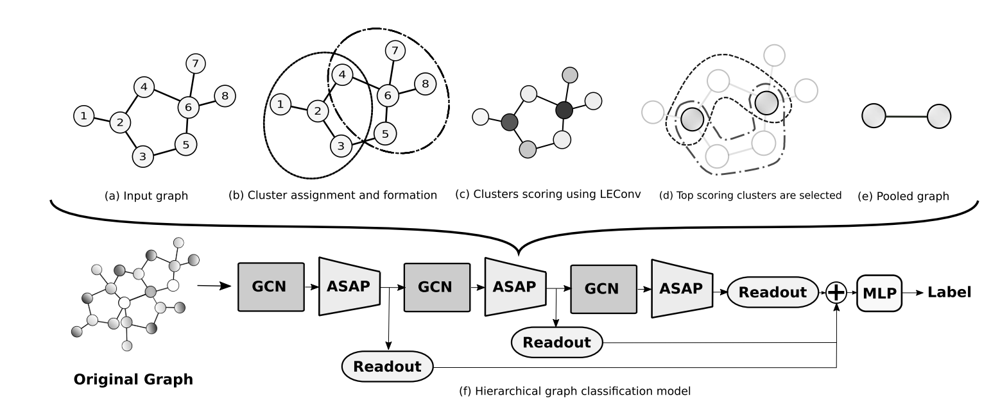 7
4
8
6
1
2
5
3
7
4
8
6
1
2
5
3
(a) Input graph
(b) Cluster assignment and formation
(c) Clusters scoring using LEConv
(d) Top scoring clusters are selected
(e) Pooled graph
GCN
ASAP
GCN
ASAP
GCN
ASAP
Readout
+
MLP
Label
Readout
Readout
Original Graph
(f) Hierarchical graph classification model